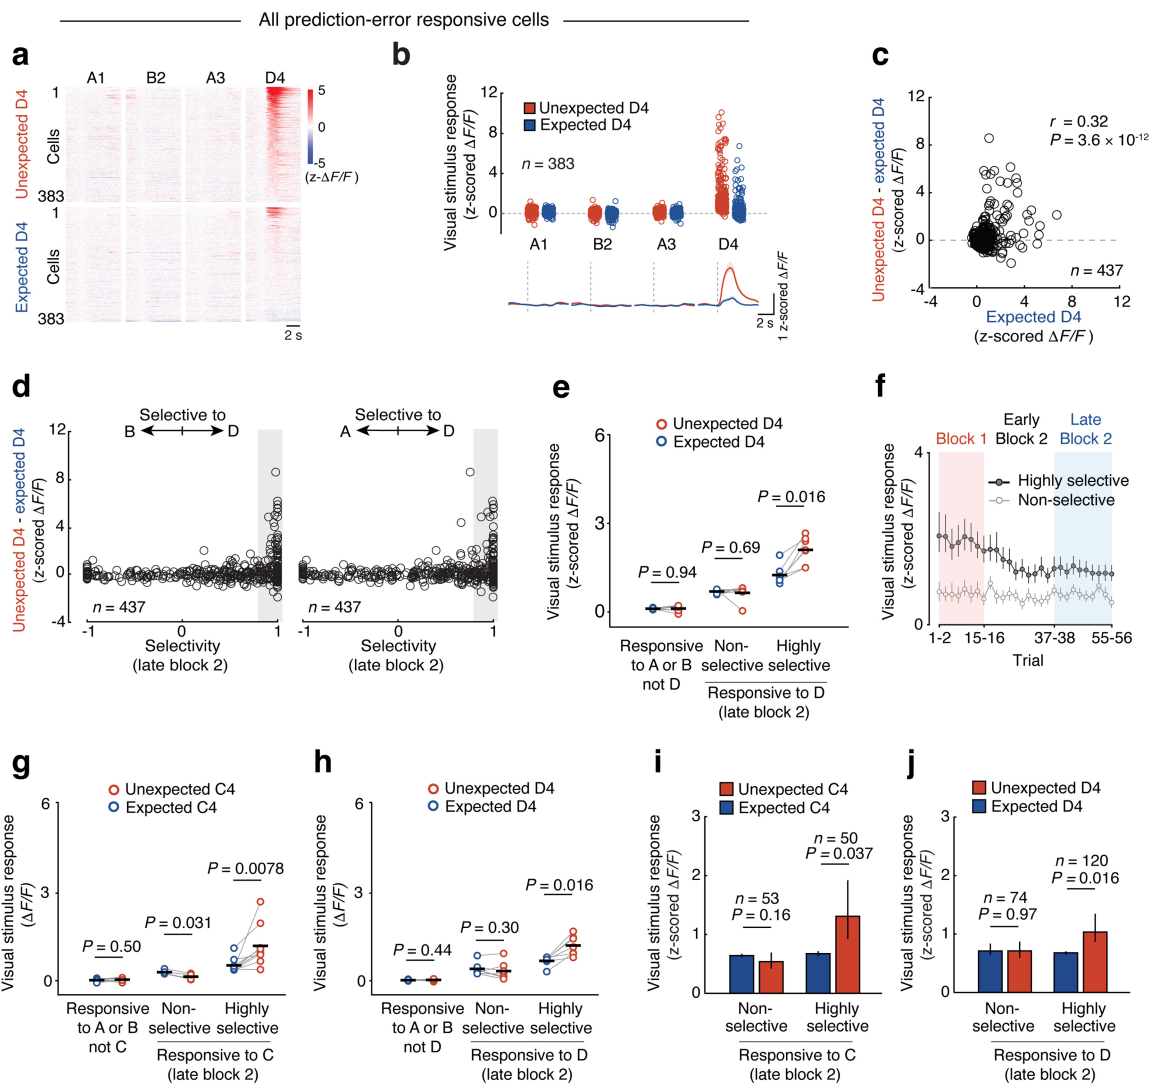 All prediction-error responsive cells
a
A1 B2 A3 D4
Unexpected D4
Cells
1
383
Expected D4
Cells
1
383
5
0
-5
(z-ΔF/F)
2 s
b
Visual stimulus response
(z-scored ΔF/F)
12
8
4
0
Unexpected D4
Expected D4
n = 383
A1 B2 A3 D4
2 s
1 z-scored ΔF/F
c
Unexpected D4 - expected D4
(z-scored ΔF/F)
12
8
4
0
-4
r = 0.32
P = 3.6 × 10-12
n = 437
-4 0 4 8 12
Expected D4
(z-scored ΔF/F)
d
Unexpected D4 - expected D4
(z-scored ΔF/F)
12
8
4
0
-4
Selective to
B D
n = 437
-1 0 1
Selectivity
(late block 2)
Selective to
A D
n = 437
-1 0 1
Selectivity
(late block 2)
e
Visual stimulus response
(z-scored ΔF/F)
6
3
0
Unexpected D4
Expected D4
P = 0.94
P = 0.69
P = 0.016
Responsive
to A or B
not D
Non-
selective
Highly
selective
Responsive to D
(late block 2)
f
Visual stimulus response
(z-scored ΔF/F)
4
0
Block 1
Early
Block 2
Late
Block 2
Highly selective
Non-selective
1-2 15-16 37-38 55-56
Trial
g
Visual stimulus response
(ΔF/F)
6
3
0
Unexpected C4
Expected C4
P = 0.50
P = 0.031
P = 0.0078
Responsive
to A or B
not C
Non-
selective
Highly
selective
Responsive to C
(late block 2)
h
Visual stimulus response
(ΔF/F)
6
3
0
Unexpected D4
Expected D4
P = 0.44
P = 0.30
P = 0.016
Responsive
to A or B
not D
Non-
selective
Highly
selective
Responsive to D
(late block 2)
i
Visual stimulus response
(z-scored ΔF/F)
3
2
1
0
Unexpected C4
Expected C4
n = 53
P = 0.16
n = 50
P = 0.037
Non-
selective
Highly
selective
Responsive to C
(late block 2)
j
Visual stimulus response
(z-scored ΔF/F)
3
2
1
0
Unexpected D4
Expected D4
n = 74
P = 0.97
n = 120
P = 0.016
Non-
selective
Highly
selective
Responsive to D
(late block 2)